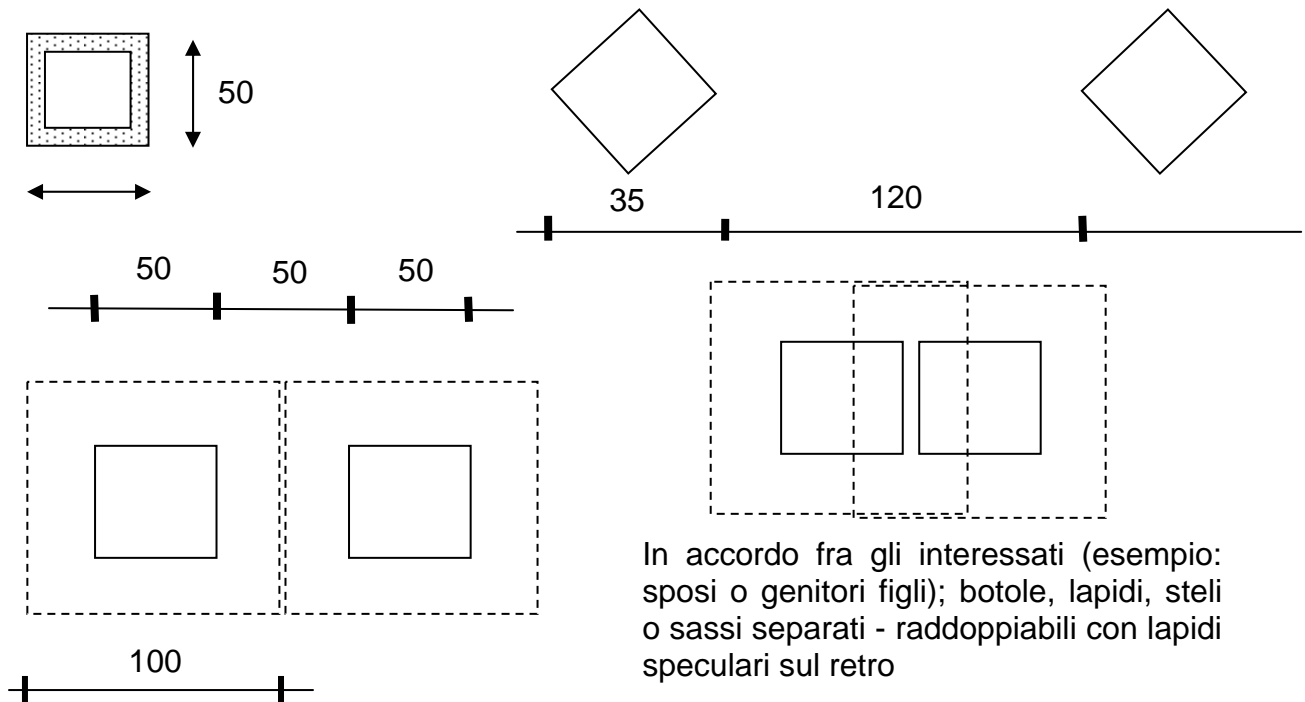 50
35
120
50
50
50
In accordo fra gli interessati (esempio:
sposi o genitori figli); botole, lapidi, steli
o sassi separati - raddoppiabili con lapidi
speculari sul retro
100